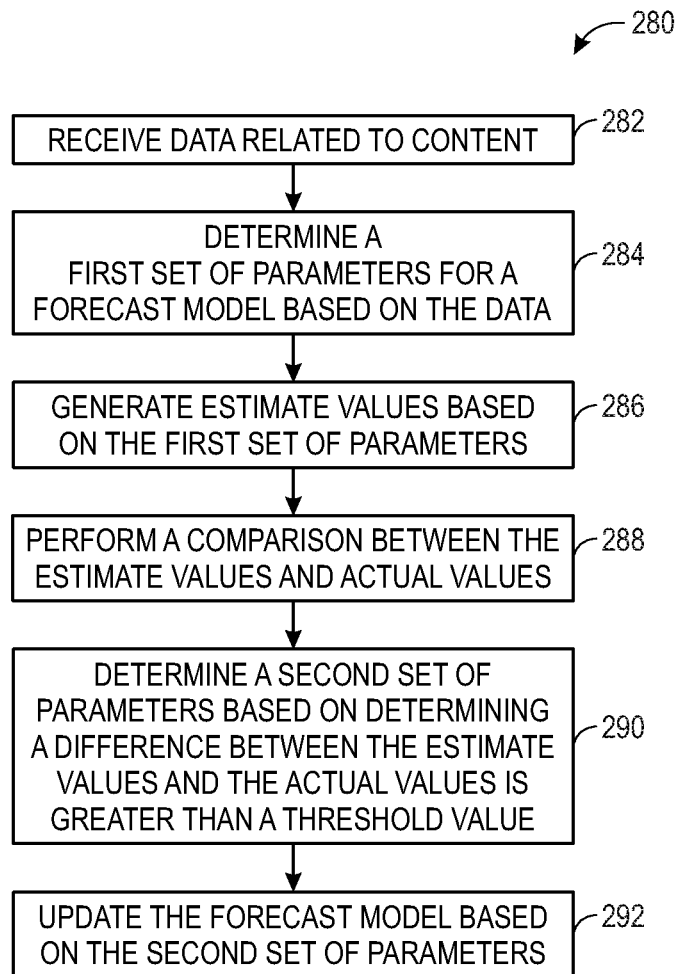 280
RECEIVE DATA RELATED TO CONTENT
282
DETERMINE A
FIRST SET OF PARAMETERS FOR A
FORECAST MODEL BASED ON THE DATA
284
GENERATE ESTIMATE VALUES BASED
ON THE FIRST SET OF PARAMETERS
286
PERFORM A COMPARISON BETWEEN THE
ESTIMATE VALUES AND ACTUAL VALUES
288
DETERMINE A SECOND SET OF
PARAMETERS BASED ON DETERMINING
A DIFFERENCE BETWEEN THE ESTIMATE
VALUES AND THE ACTUAL VALUES IS
GREATER THAN A THRESHOLD VALUE
290
UPDATE THE FORECAST MODEL BASED
ON THE SECOND SET OF PARAMETERS
292